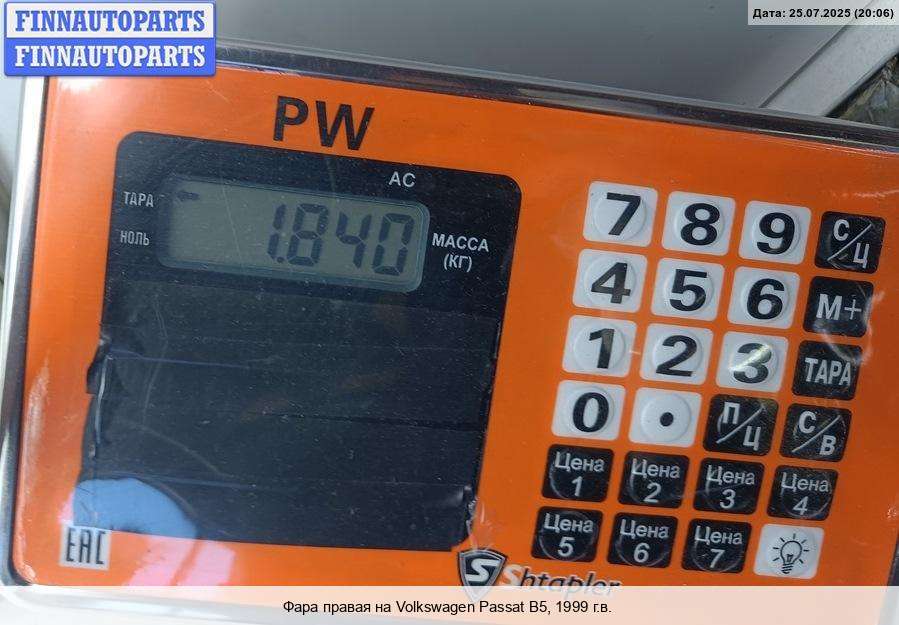 FINNAUTOPARTS
FINNAUTOPARTS
Дата: 25.07.2025 (20:06)
PW
AC
ТАРА
НОЛЬ
1.840
МАССА
(КГ)
7 8 9 С/Ц
4 5 6 М+
1 2 3 ТАРА
0 . П/Ц С/В
Цена 1 Цена 2 Цена 3 Цена 4
Цена 5 Цена 6 Цена 7
EAC
S Shtapler
Фара правая на Volkswagen Passat B5, 1999 г.в.